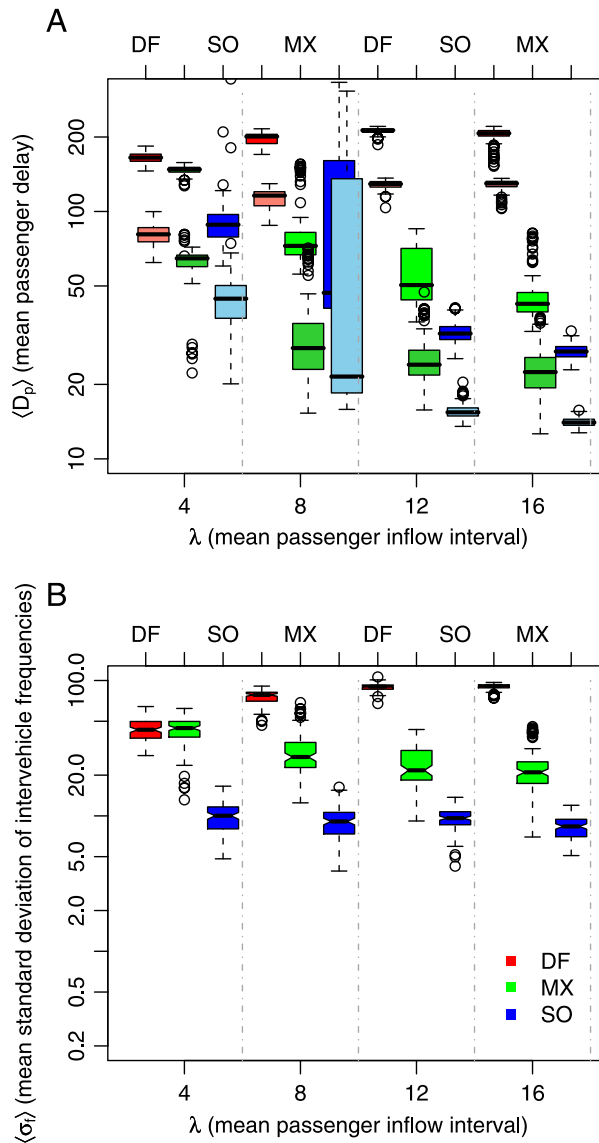 A
DF SO MX DF SO MX
⟨Dp⟩ (mean passenger delay)
200
100
50
20
10
4 8 12 16
λ (mean passenger inflow interval)
B
DF SO MX DF SO MX
⟨σf⟩ (mean standard deviation of intervehicle frequencies)
100.0
20.0
5.0
2.0
0.5
0.2
DF
MX
SO
4 8 12 16
λ (mean passenger inflow interval)